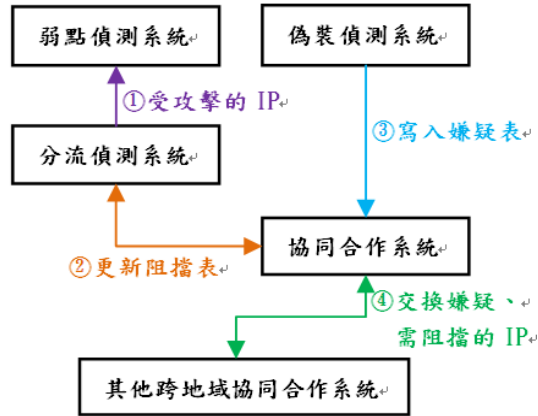 弱點偵測系統
偽裝偵測系統
①受攻擊的 IP
③寫入嫌疑表
分流偵測系統
協同合作系統
②更新阻擋表
④交換嫌疑、
需阻擋的 IP
其他跨地域協同合作系統